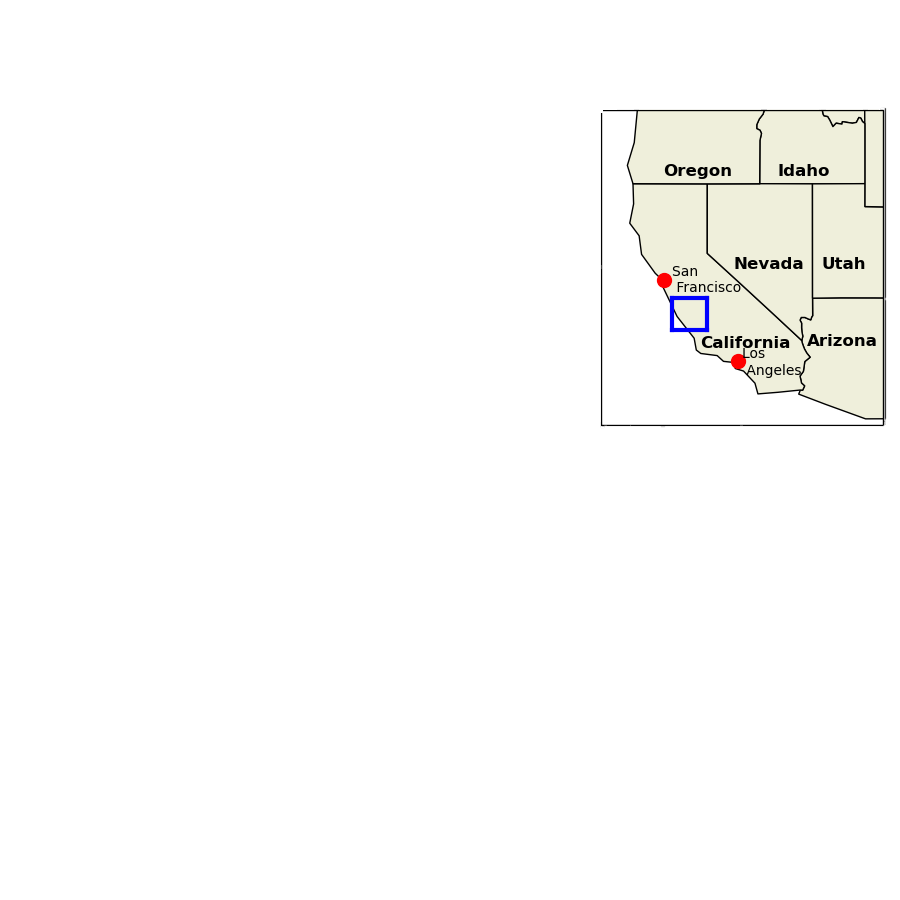 Oregon
Idaho
Nevada
Utah
San
Francisco
California
Arizona
Los
Angeles